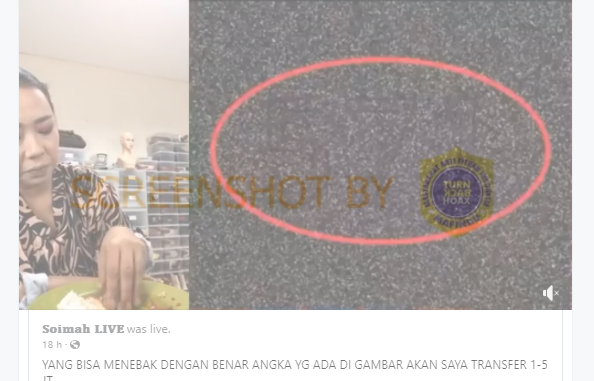 SCREENSHOT BY
TURN
BACK
HOAX
Soimah LIVE was live.
18 h ·
YANG BISA MENEBAK DENGAN BENAR ANGKA YG ADA DI GAMBAR AKAN SAYA TRANSFER 1-5
JT